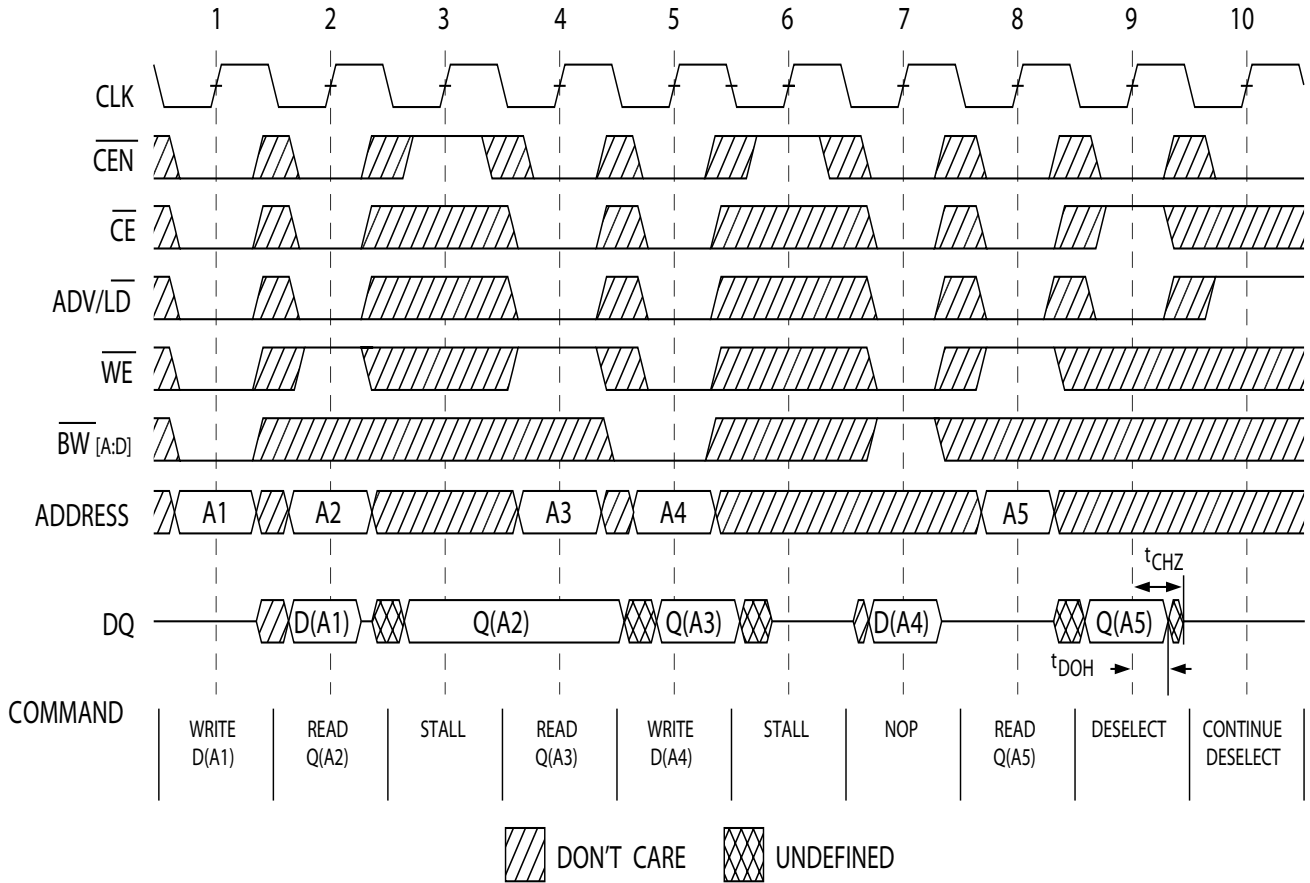 1 2 3 4 5 6 7 8 9 10
CLK
CEN
CE
ADV/LD
WE
BW [A:D]
ADDRESS A1 A2 A3 A4 A5
tCHZ
DQ D(A1) Q(A2) Q(A3) D(A4) Q(A5)
tDOH
COMMAND
WRITE READ STALL READ WRITE STALL NOP READ DESELECT CONTINUE
D(A1) Q(A2) Q(A3) D(A4) Q(A5) DESELECT
DON'T CARE UNDEFINED